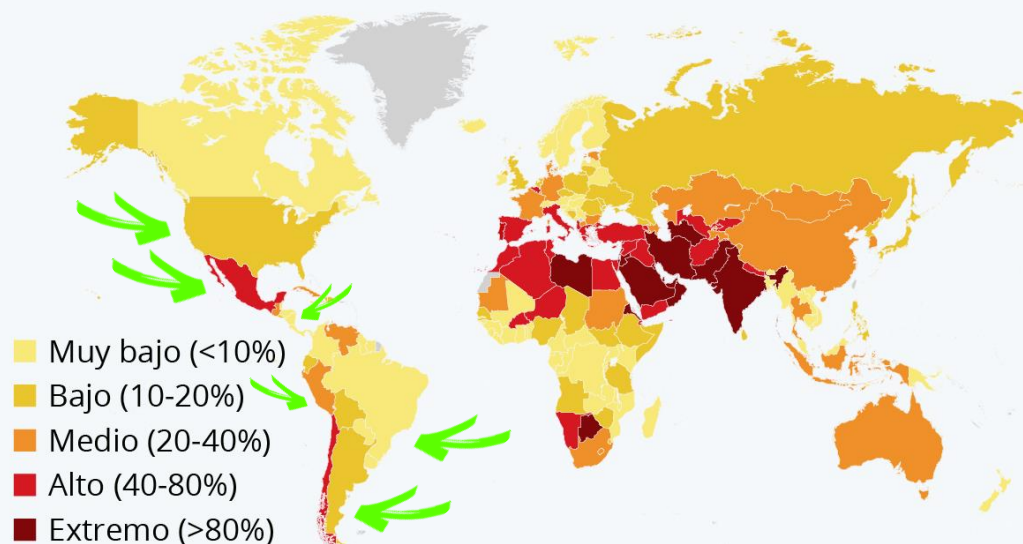 Muy bajo (<10%)
Bajo (10-20%)
Medio (20-40%)
Alto (40-80%)
Extremo (>80%)